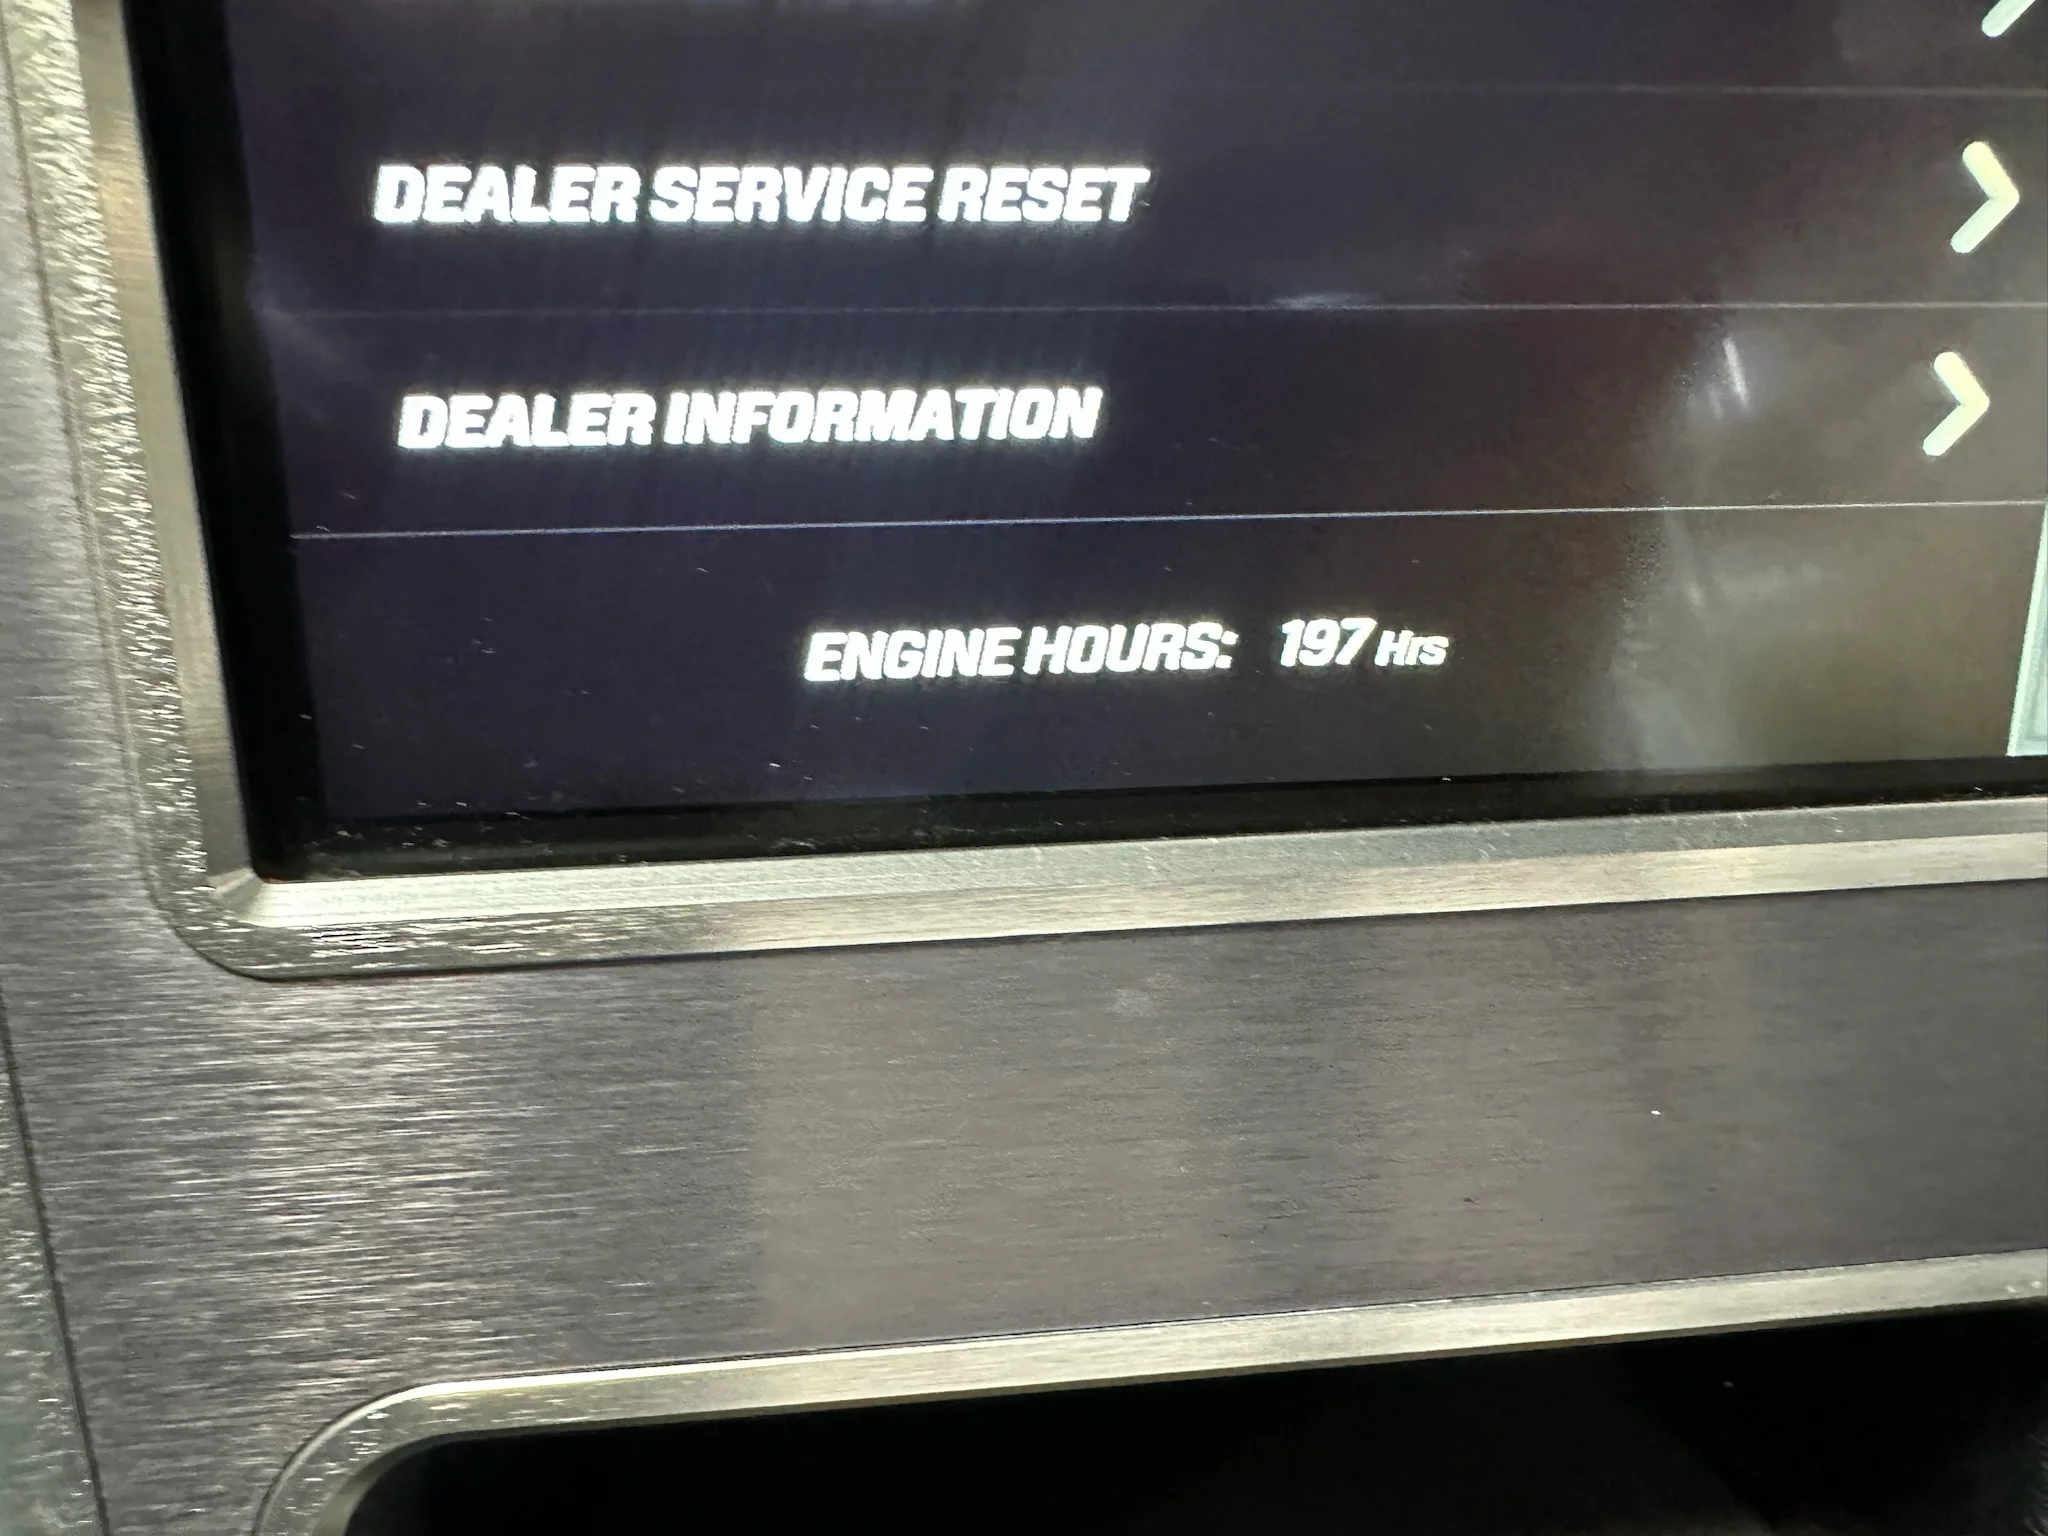 DEALER SERVICE RESET
DEALER INFORMATION
ENGINE HOURS: 197 Hrs